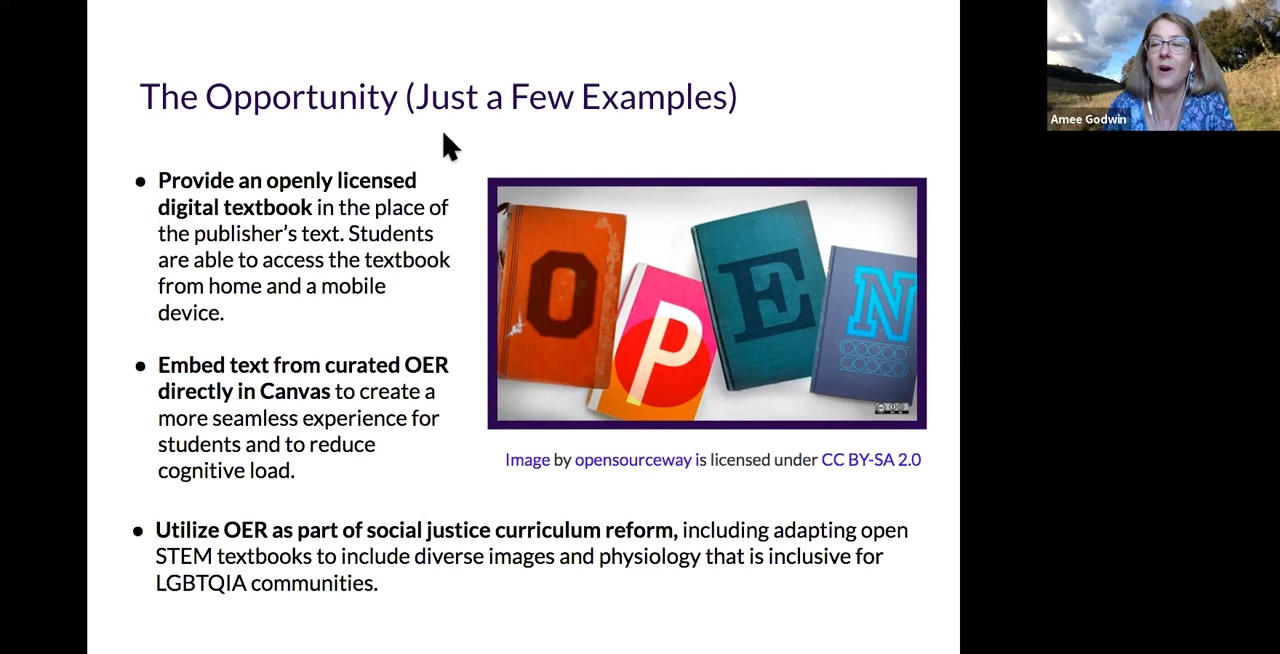 The Opportunity (Just a Few Examples)
● Provide an openly licensed
digital textbook in the place of
the publisher's text. Students
are able to access the textbook
from home and a mobile
device.
● Embed text from curated OER
directly in Canvas to create a
more seamless experience for
students and to reduce
cognitive load.
O P E N
Image by opensourceway is licensed under CC BY-SA 2.0
● Utilize OER as part of social justice curriculum reform, including adapting open
STEM textbooks to include diverse images and physiology that is inclusive for
LGBTQIA communities.
Amee Godwin